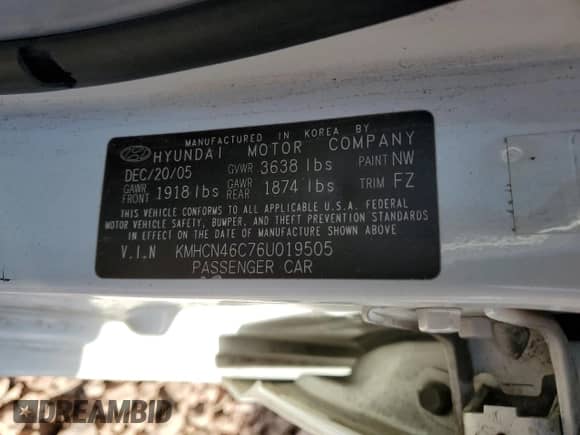 MANUFACTURED IN KOREA BY
HYUNDAI MOTOR COMPANY
DEC/20/05 GVWR 3638 lbs PAINT NW
GAWR FRONT 1918 lbs GAWR REAR 1874 lbs TRIM FZ
THIS VEHICLE CONFORMS TO ALL APPLICABLE U.S.A. FEDERAL
MOTOR VEHICLE SAFETY, BUMPER, AND THEFT PREVENTION STANDARDS
IN EFFECT ON THE DATE OF MANUFACTURE SHOWN ABOVE
V.I.N KMHCN46C76U019505
PASSENGER CAR
DREAMBID